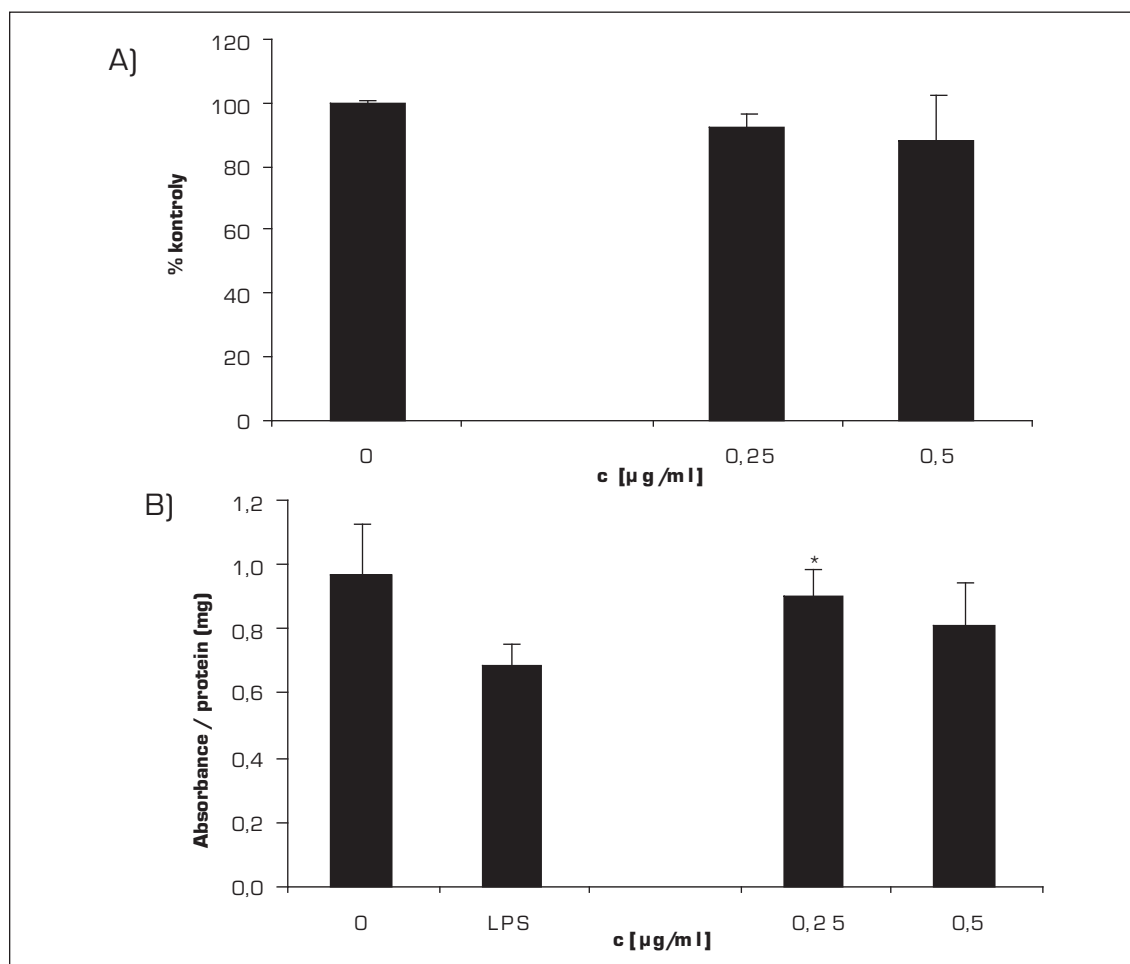 A)
120
100
80
60
40
20
0
% kontroly
0 0,25 0,5
c [µg/ml]
B)
1,2
1,0
0,8
0,6
0,4
0,2
0,0
Absorbance / protein (mg)
*
0 LPS 0,25 0,5
c [µg/ml]